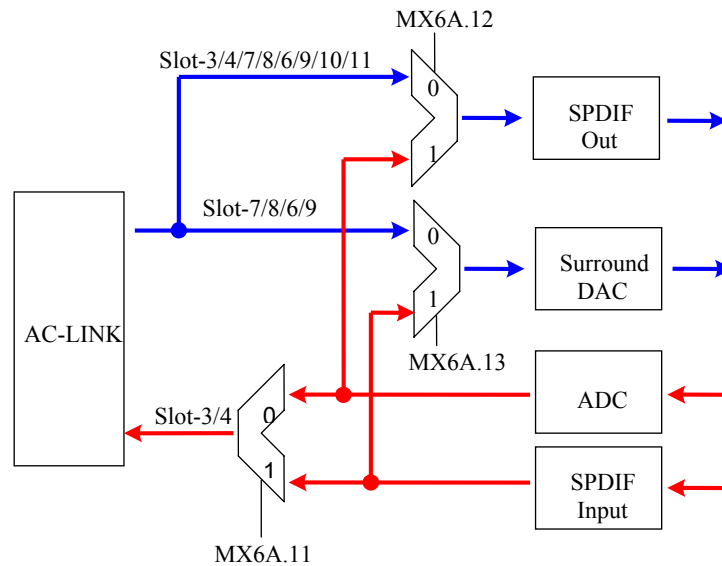 MX6A.12
Slot-3/4/7/8/6/9/10/11
0
1
SPDIF
Out
Slot-7/8/6/9
0
1
Surround
DAC
AC-LINK
MX6A.13
ADC
Slot-3/4
0
1
SPDIF
Input
MX6A.11